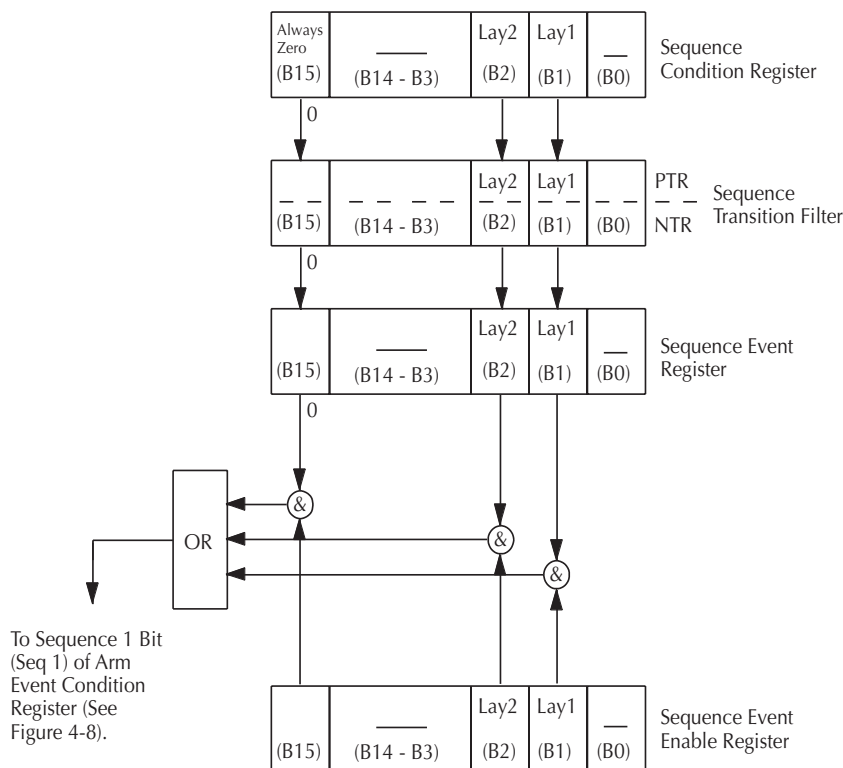 Always
Zero
(B15)
(B14 - B3)
Lay2
(B2)
Lay1
(B1)
(B0)
Sequence
Condition Register
0
(B15)
(B14 - B3)
Lay2
(B2)
Lay1
(B1)
(B0)
PTR
NTR
Sequence
Transition Filter
0
(B15)
(B14 - B3)
Lay2
(B2)
Lay1
(B1)
(B0)
Sequence Event
Register
0
&
&
&
OR
To Sequence 1 Bit
(Seq 1) of Arm
Event Condition
Register (See
Figure 4-8).
(B15)
(B14 - B3)
Lay2
(B2)
Lay1
(B1)
(B0)
Sequence Event
Enable Register